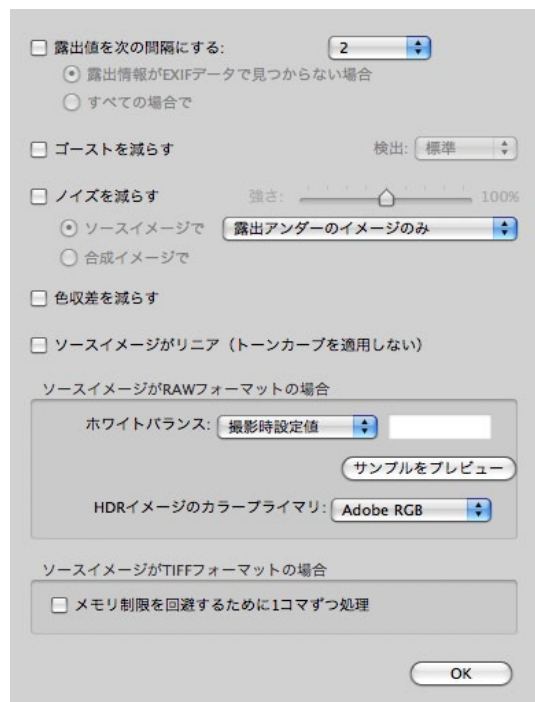 露出値を次の間隔にする: 2
露出情報がEXIFデータで見つからない場合
すべての場合で
ゴーストを減らす 検出: 標準
ノイズを減らす 強さ: 100%
ソースイメージで 露出アンダーのイメージのみ
合成イメージで
色収差を減らす
ソースイメージがリニア（トーンカーブを適用しない）
ソースイメージがRAWフォーマットの場合
ホワイトバランス: 撮影時設定値
サンプルをプレビュー
HDRイメージのカラープライマリ: Adobe RGB
ソースイメージがTIFFフォーマットの場合
メモリ制限を回避するために1コマずつ処理
OK